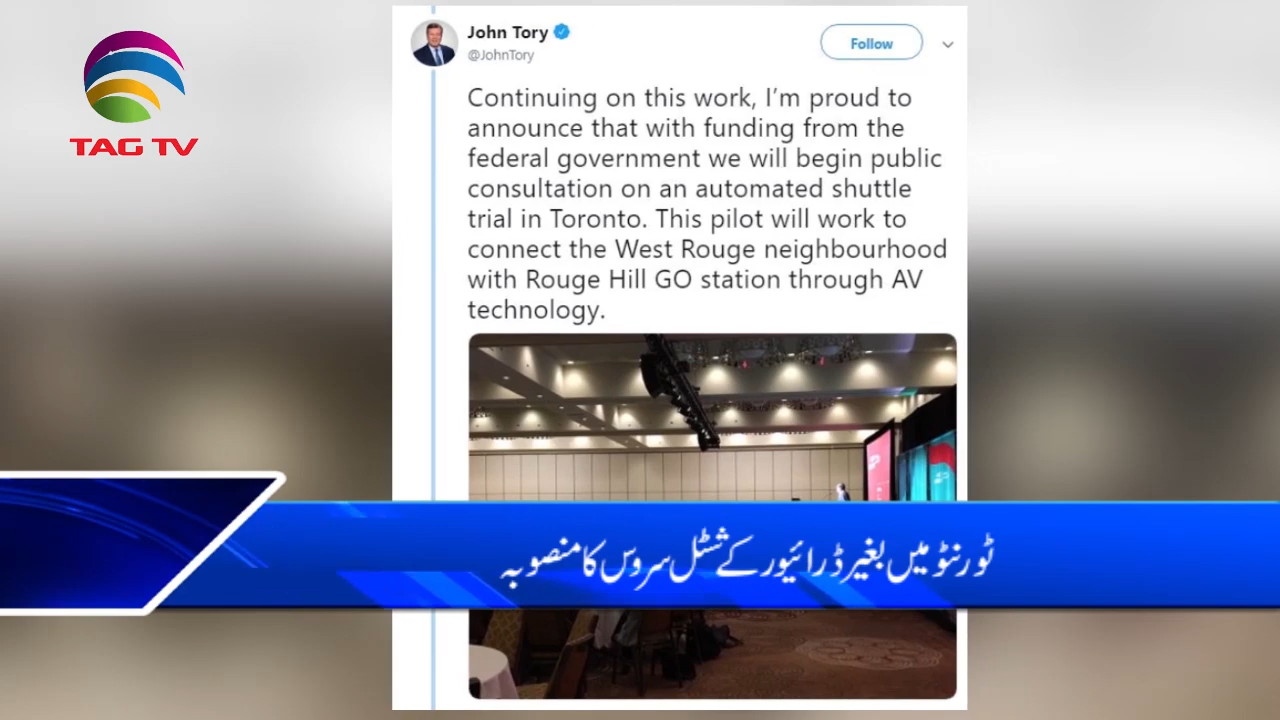 TAG TV
John Tory
@JohnTory
Follow
Continuing on this work, I'm proud to
announce that with funding from the
federal government we will begin public
consultation on an automated shuttle
trial in Toronto. This pilot will work to
connect the West Rouge neighbourhood
with Rouge Hill GO station through AV
technology.
ٹورنٹو میں بغیر ڈرائیور کے شٹل سروس کا منصوبہ